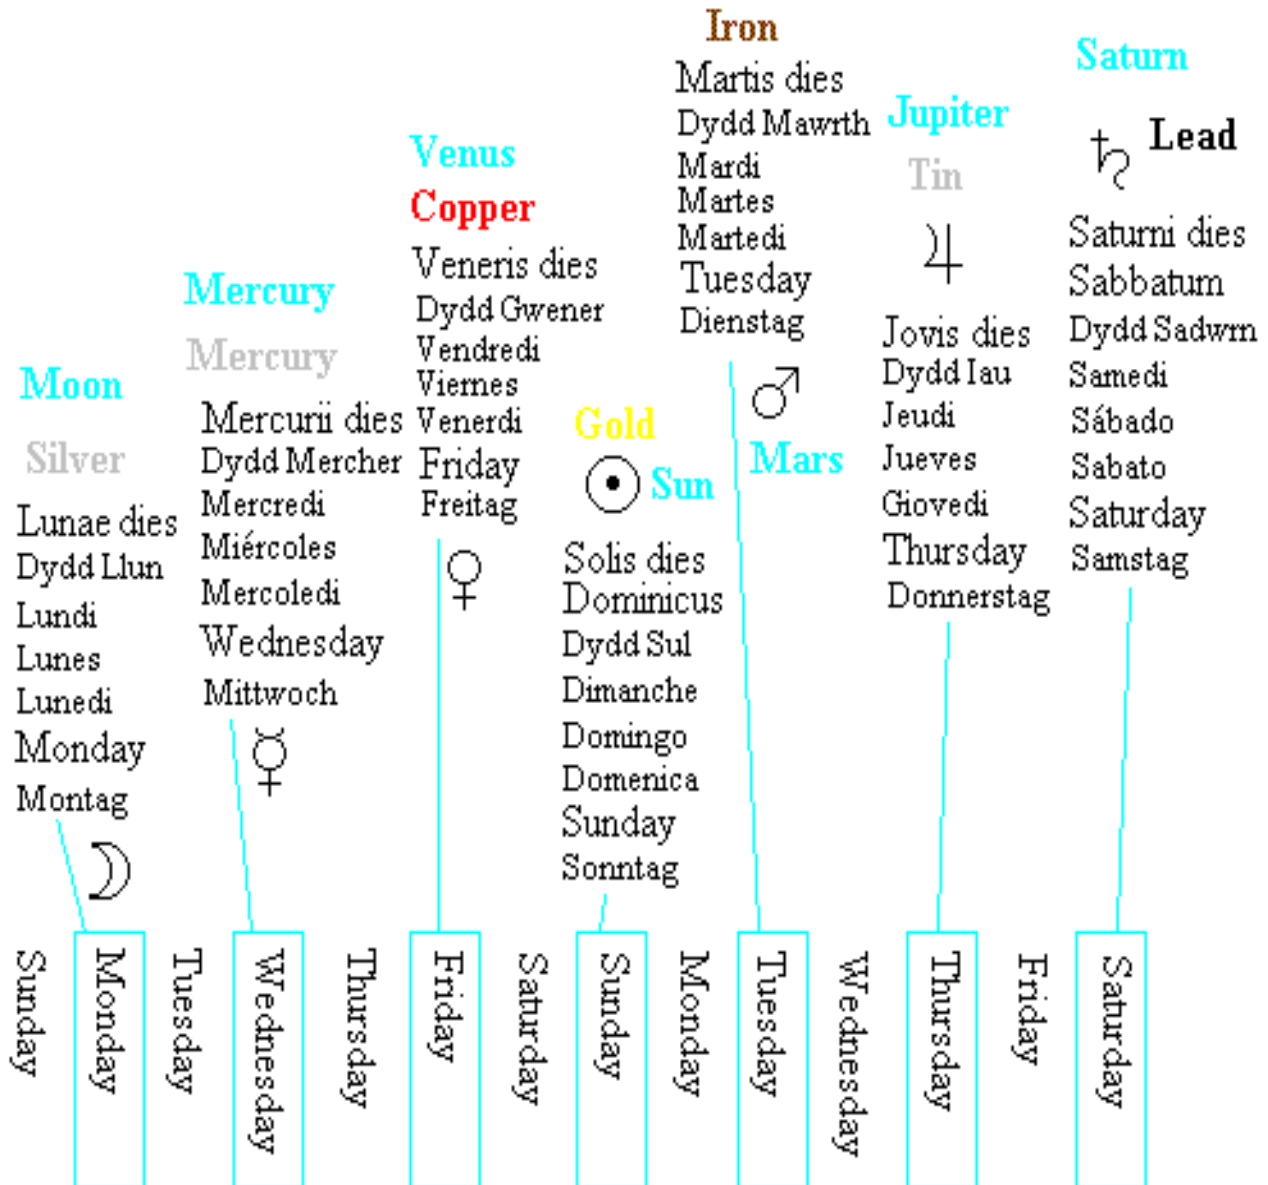 Moon
Silver
Lunae dies
Dydd Llun
Lundi
Lunes
Lunedi
Monday
Montag
Mercury
Mercury
Mercurii dies
Dydd Mercher
Mercredi
Miércoles
Mercoledi
Wednesday
Mittwoch
Venus
Copper
Veneris dies
Dydd Gwener
Vendredi
Viernes
Venerdi
Friday
Freitag
Gold
Sun
Solis dies
Dominicus
Dydd Sul
Dimanche
Domingo
Domenica
Sunday
Sonntag
Iron
Martis dies
Dydd Mawrth
Mardi
Martes
Martedi
Tuesday
Dienstag
Mars
Jupiter
Tin
Jovis dies
Dydd Iau
Jeudi
Jueves
Giovedi
Thursday
Donnerstag
Saturn
Lead
Saturni dies
Sabbatum
Dydd Sadwrn
Samedi
Sábado
Sabato
Saturday
Samstag
Sunday
Monday
Tuesday
Wednesday
Thursday
Friday
Saturday
Sunday
Monday
Tuesday
Wednesday
Thursday
Friday
Saturday